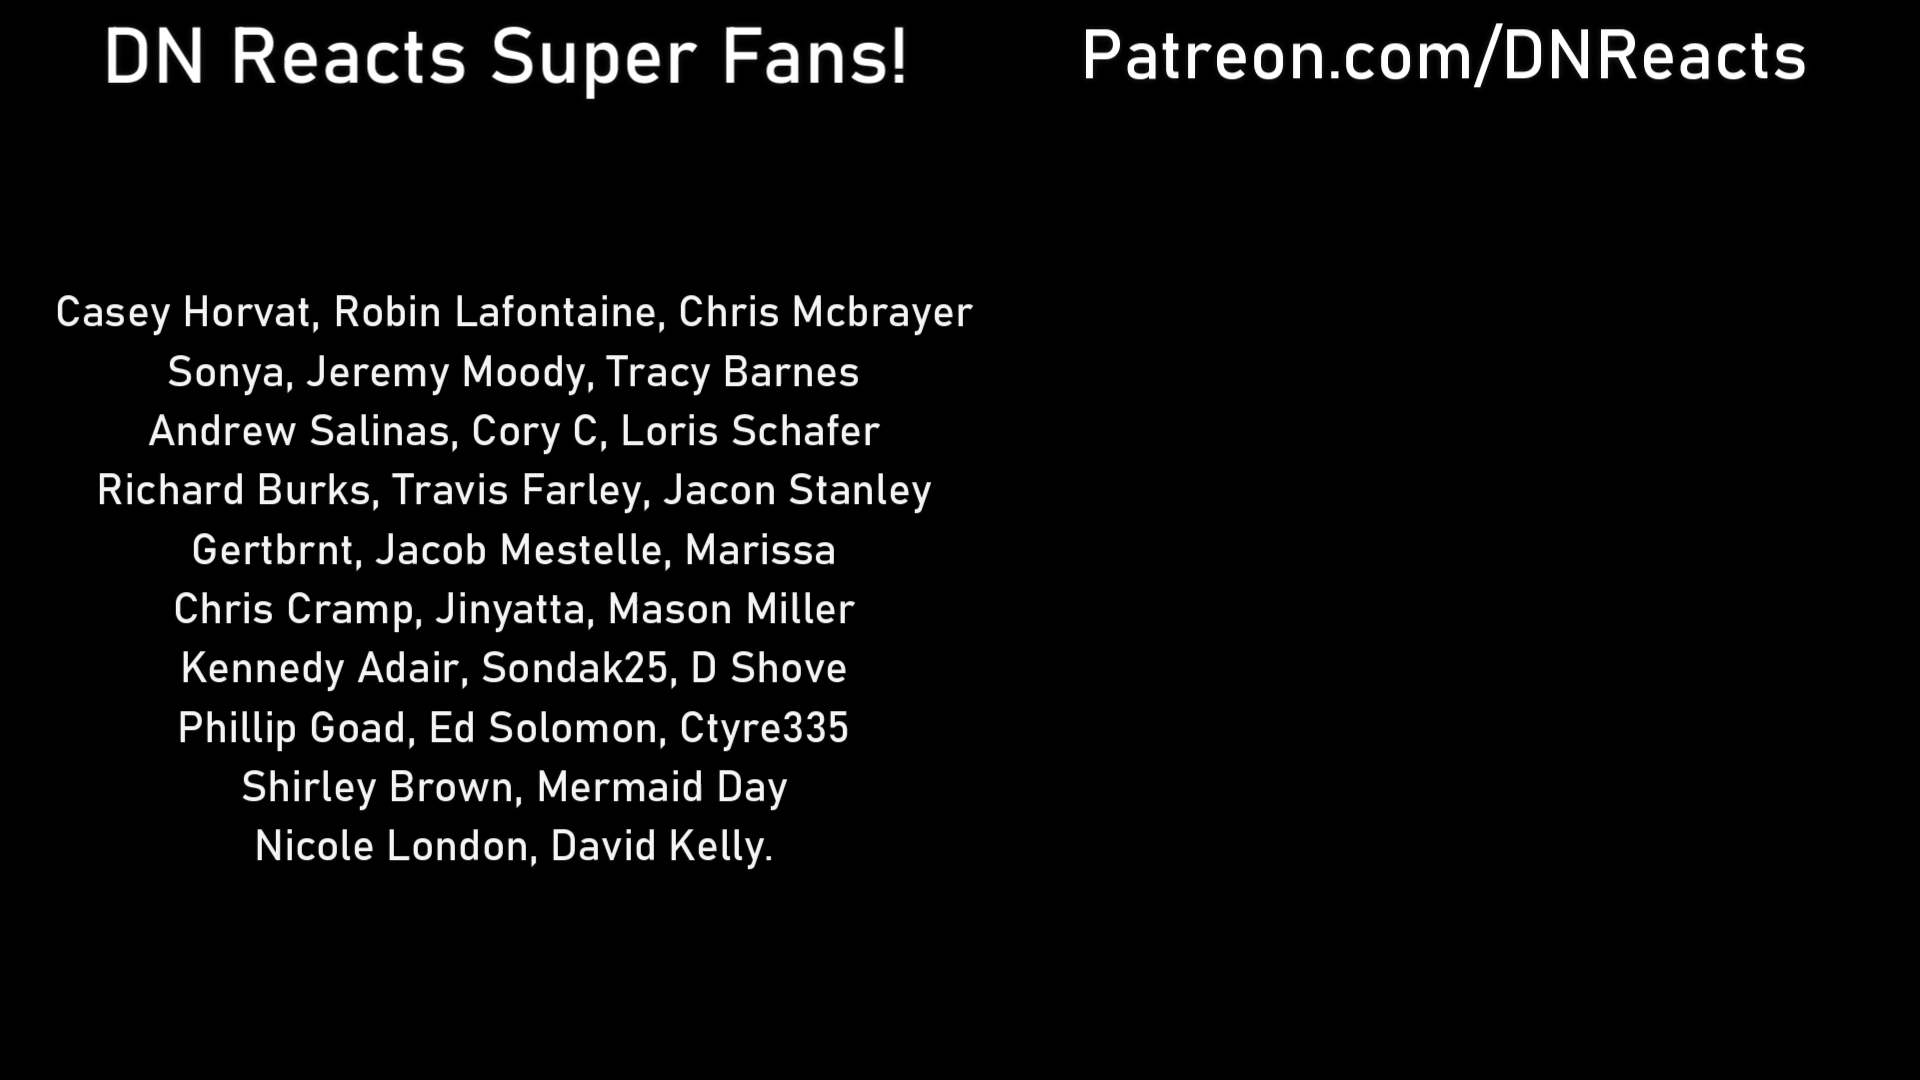 DN Reacts Super Fans!
Patreon.com/DNReacts
Casey Horvat, Robin Lafontaine, Chris Mcbrayer
Sonya, Jeremy Moody, Tracy Barnes
Andrew Salinas, Cory C, Loris Schafer
Richard Burks, Travis Farley, Jacon Stanley
Gertbrnt, Jacob Mestelle, Marissa
Chris Cramp, Jinyatta, Mason Miller
Kennedy Adair, Sondak25, D Shove
Phillip Goad, Ed Solomon, Ctyre335
Shirley Brown, Mermaid Day
Nicole London, David Kelly.